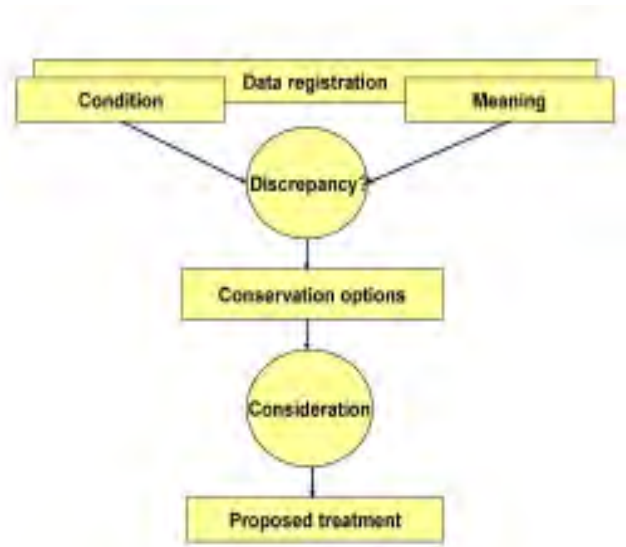 Data registration
Condition
Meaning
Discrepancy?
Conservation options
Consideration
Proposed treatment